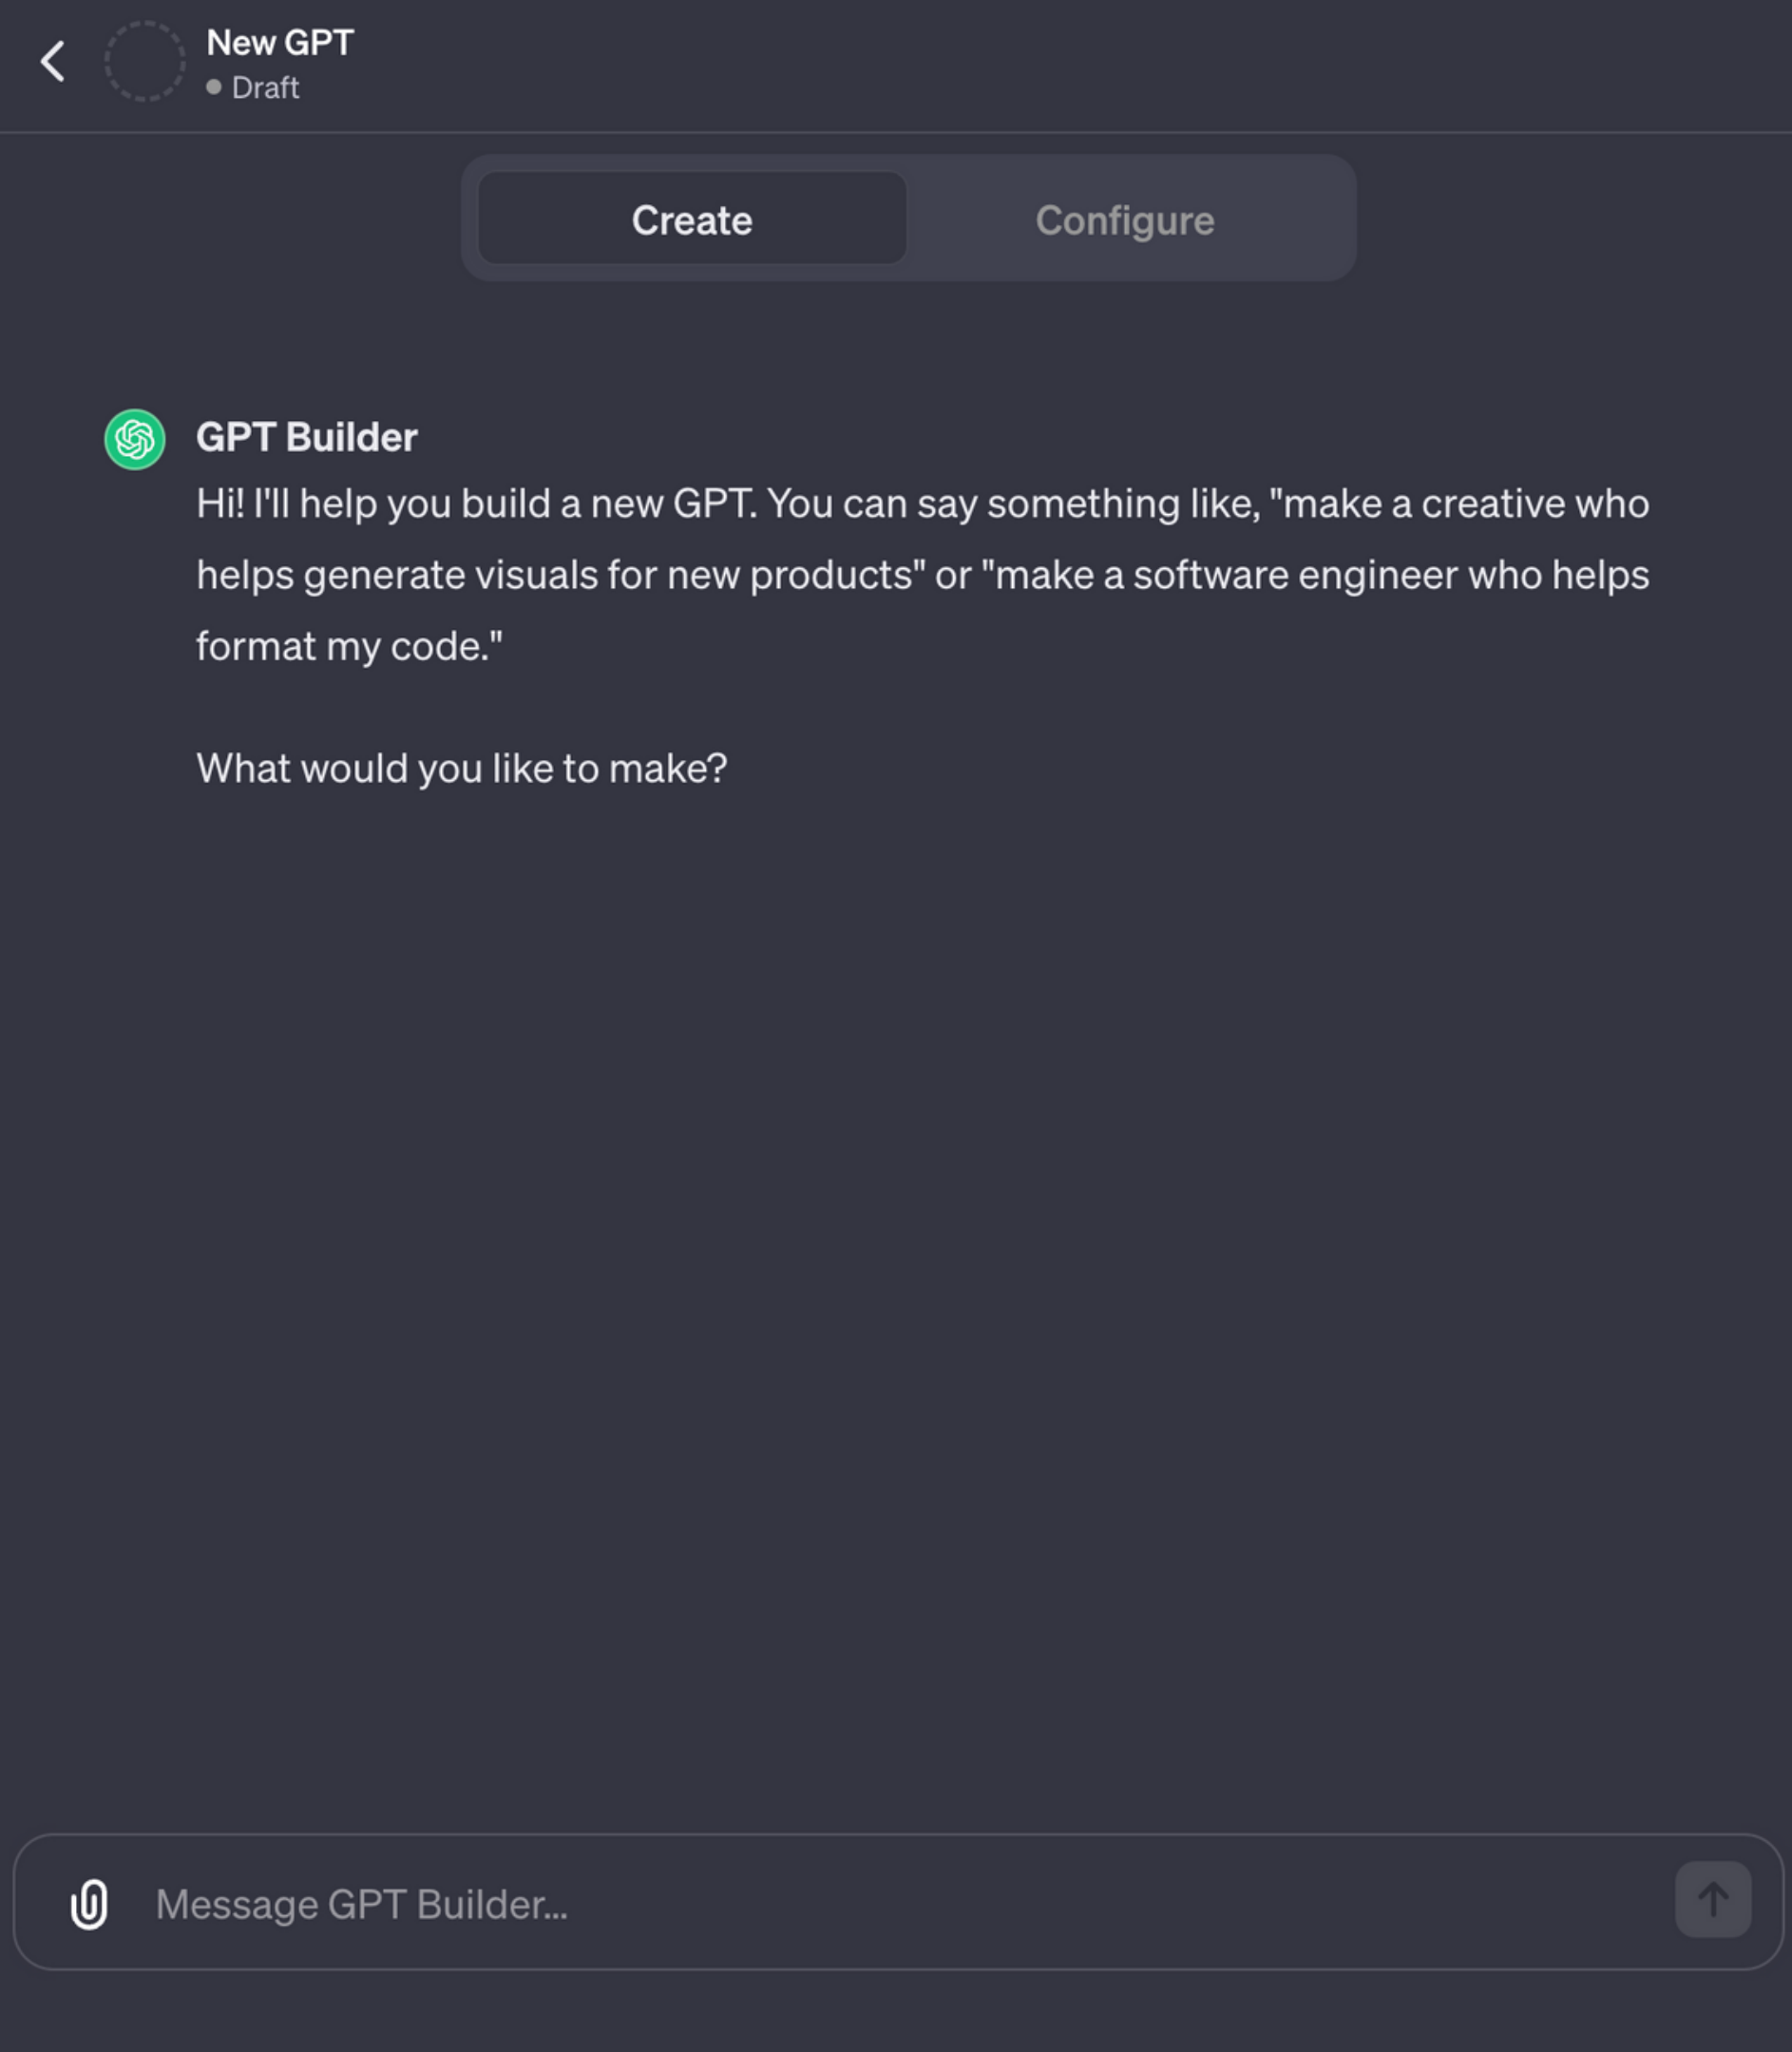 New GPT
Draft
Create
Configure
GPT Builder
Hi! I'll help you build a new GPT. You can say something like, "make a creative who
helps generate visuals for new products" or "make a software engineer who helps
format my code."
What would you like to make?
Message GPT Builder...